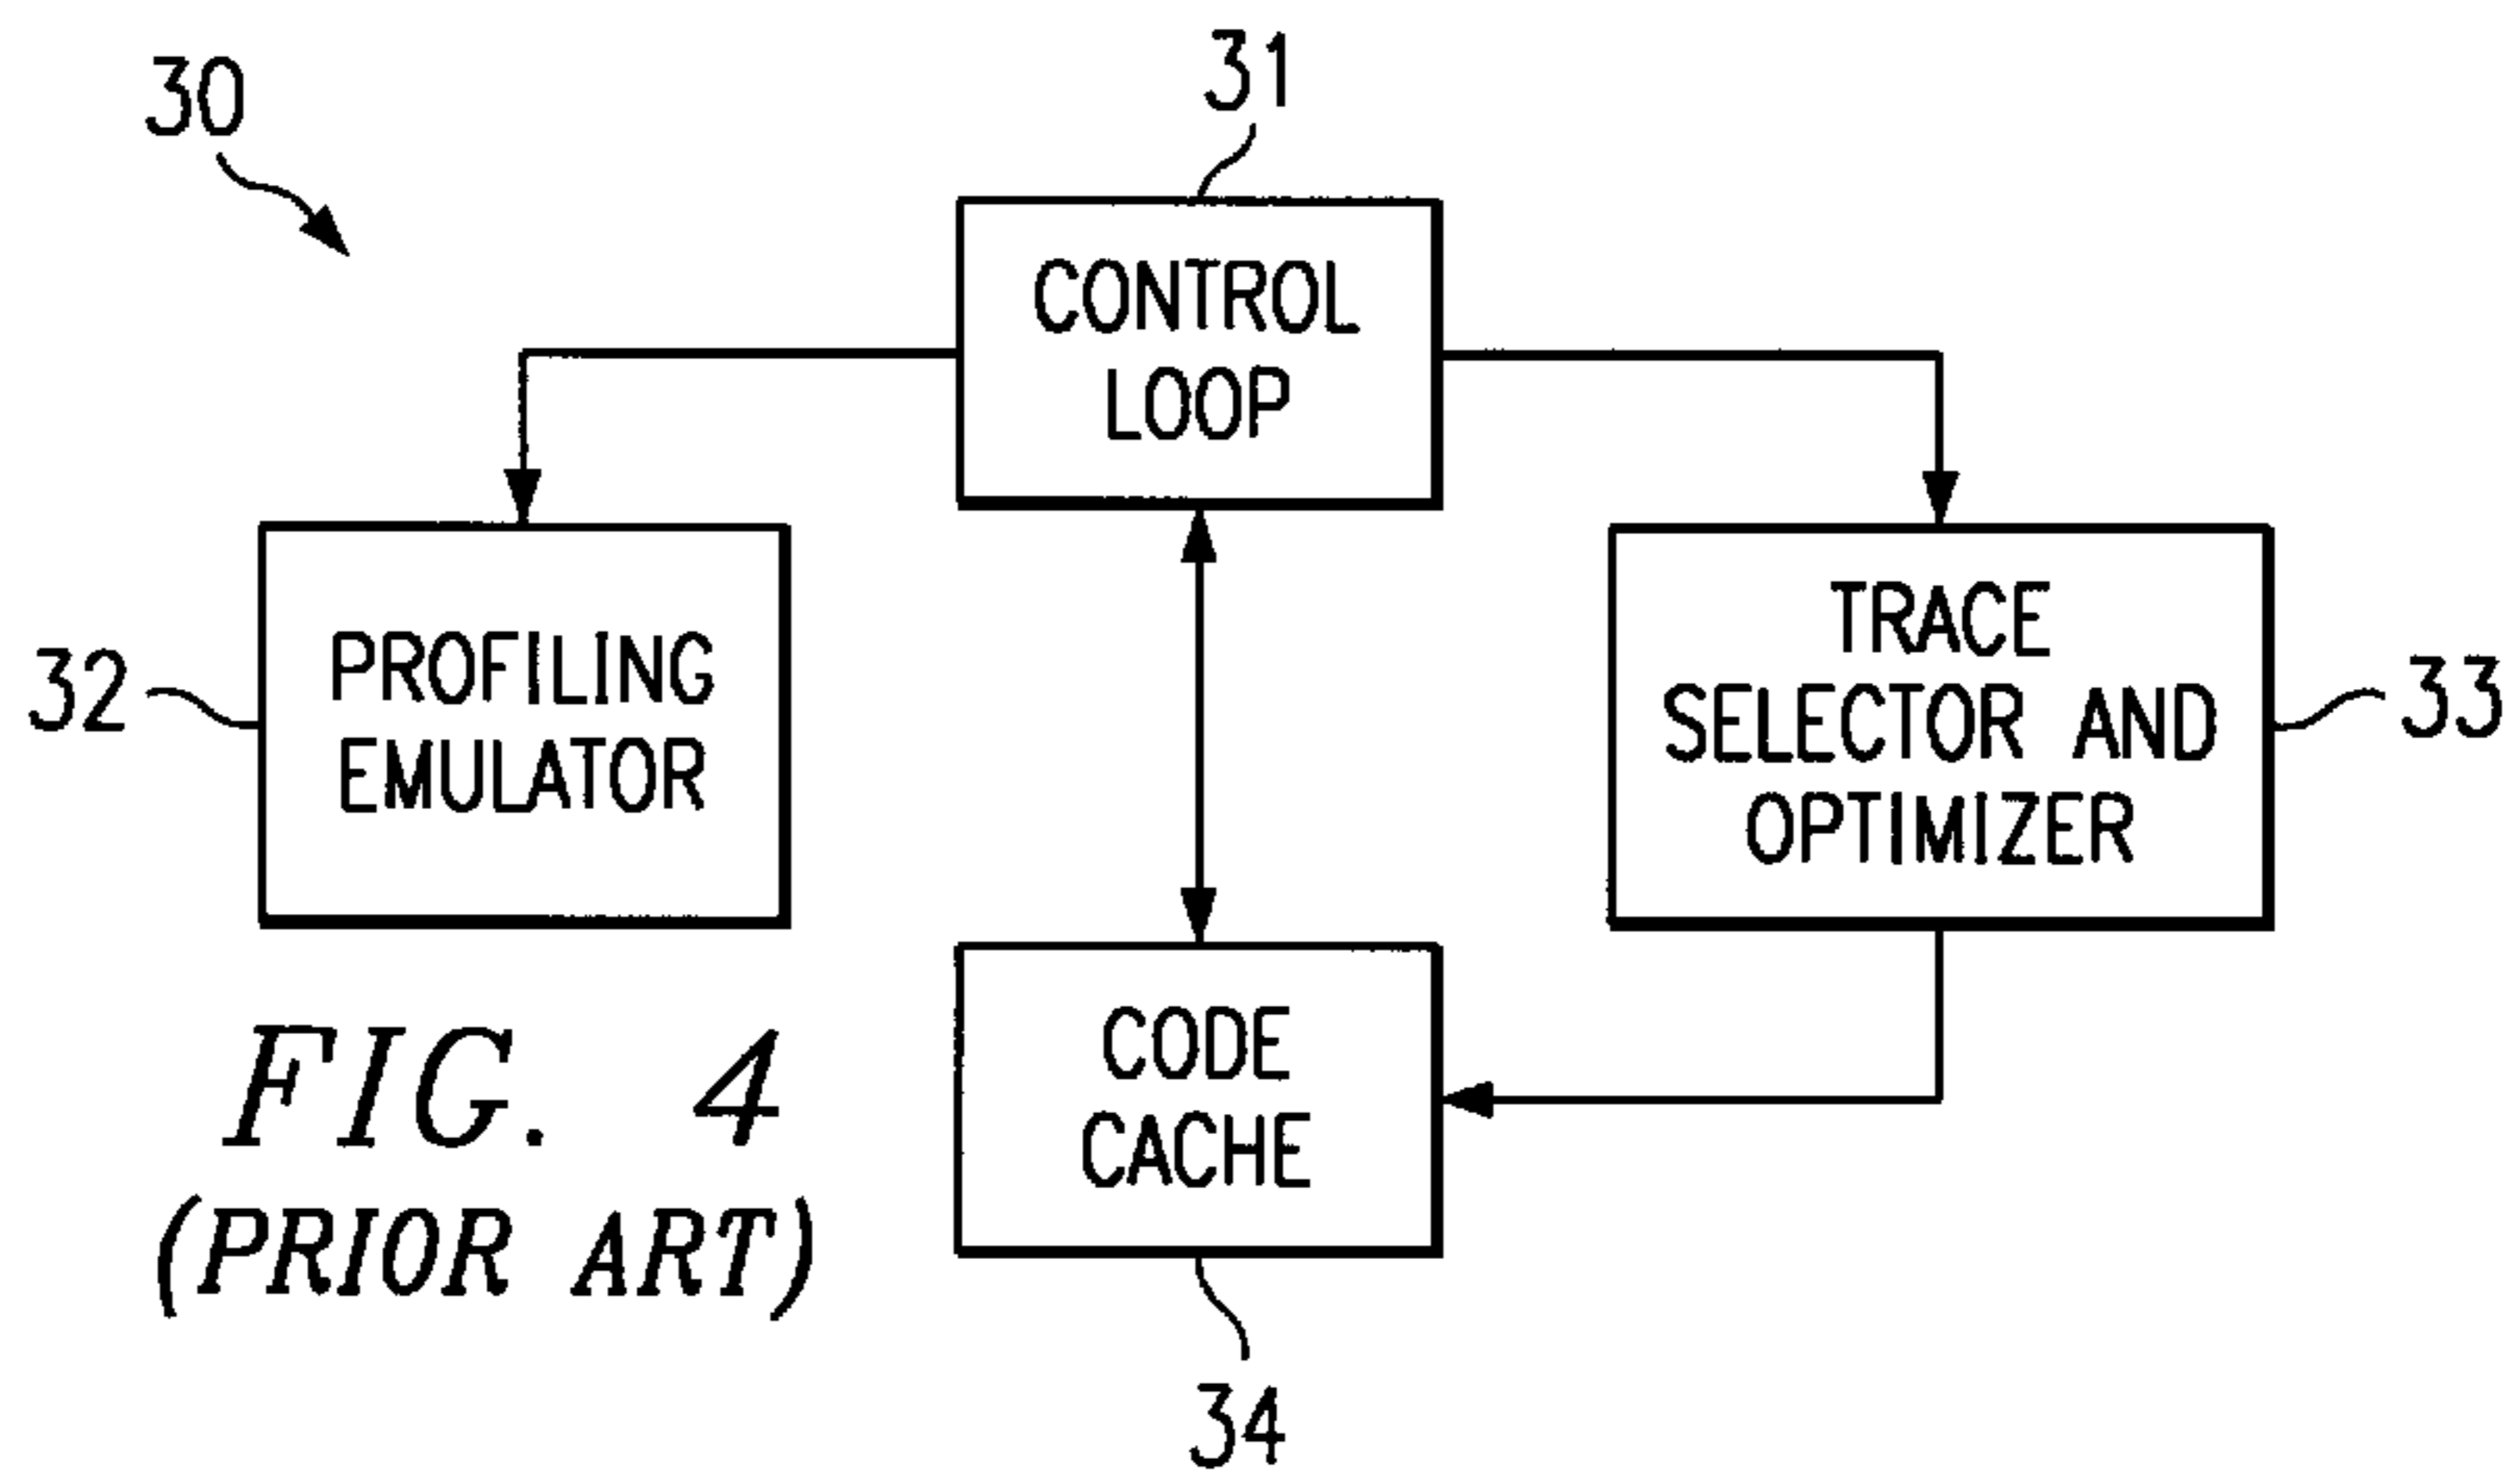 30
31
CONTROL
LOOP
32
PROFILING
EMULATOR
TRACE
SELECTOR AND
OPTIMIZER
33
CODE
CACHE
34
FIG. 4
(PRIOR ART)